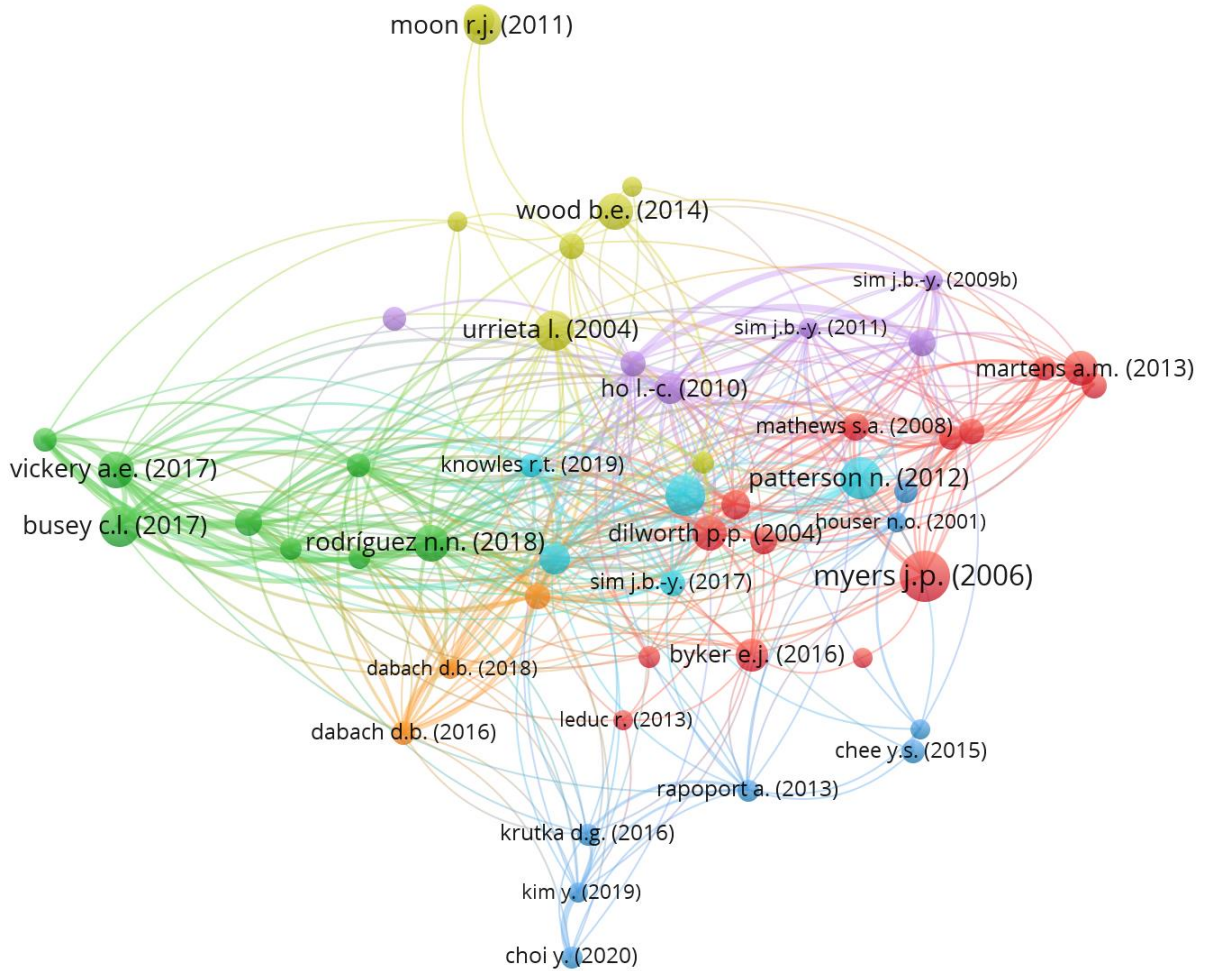 moon r.j. (2011)
wood b.e. (2014)
sim j.b.-y. (2009b)
urrieta l. (2004)
sim j.b.-y. (2011)
martens a.m. (2013)
ho l.-c. (2010)
mathews s.a. (2008)
vickery a.e. (2017)
knowles r.t. (2019)
patterson n. (2012)
busey c.l. (2017)
houser n.o. (2001)
dilworth p.p. (2004)
rodríguez n.n. (2018)
myers j.p. (2006)
sim j.b.-y. (2017)
byker e.j. (2016)
dabach d.b. (2018)
leduc r. (2013)
dabach d.b. (2016)
chee y.s. (2015)
rapoport a. (2013)
krutka d.g. (2016)
kim y. (2019)
choi y. (2020)